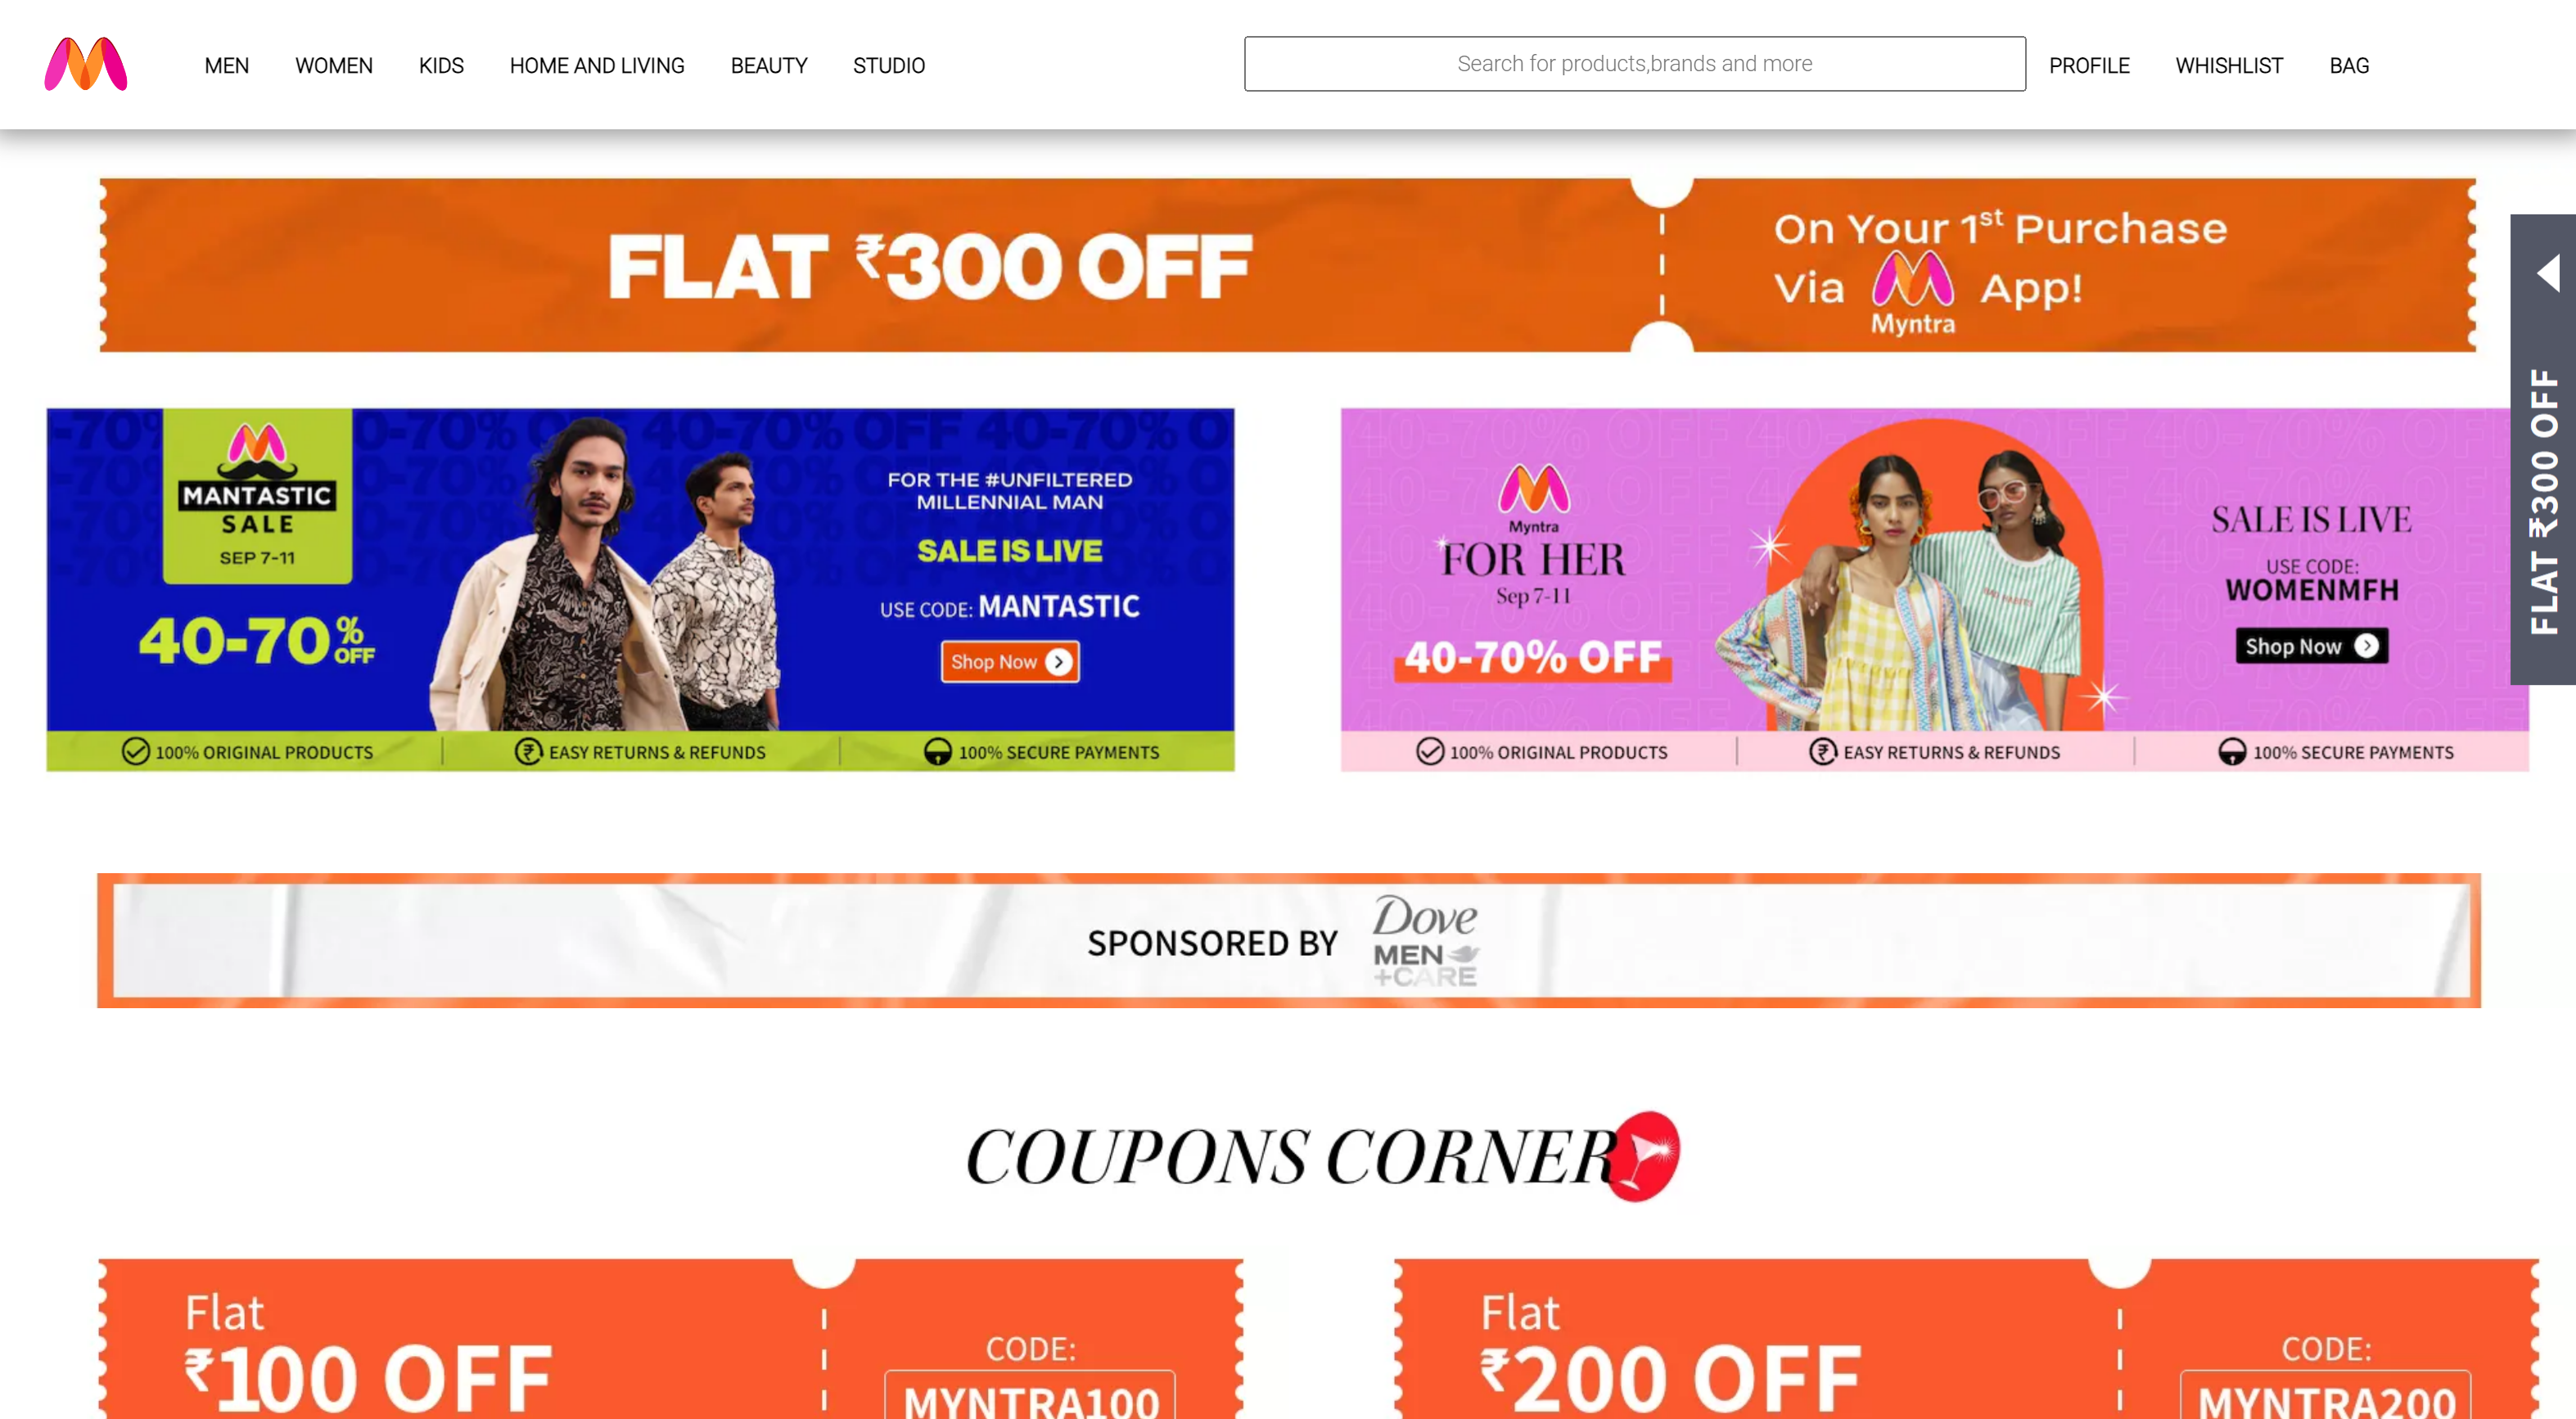 MEN WOMEN KIDS HOME AND LIVING BEAUTY STUDIO
Search for products,brands and more
PROFILE WHISHLIST BAG
FLAT ₹300 OFF
On Your 1st Purchase
Via Myntra App!
FLAT ₹300 OFF
MANTASTIC
SALE
SEP 7-11
40-70% OFF
FOR THE #UNFILTERED
MILLENNIAL MAN
SALE IS LIVE
USE CODE: MANTASTIC
Shop Now
100% ORIGINAL PRODUCTS
EASY RETURNS & REFUNDS
100% SECURE PAYMENTS
Myntra
FOR HER
Sep 7-11
40-70% OFF
SALE IS LIVE
USE CODE:
WOMENMFH
Shop Now
100% ORIGINAL PRODUCTS
EASY RETURNS & REFUNDS
100% SECURE PAYMENTS
SPONSORED BY
Dove
MEN
+CARE
COUPONS CORNER
Flat
₹100 OFF
CODE:
MYNTRA100
Flat
₹200 OFF
CODE:
MYNTRA200